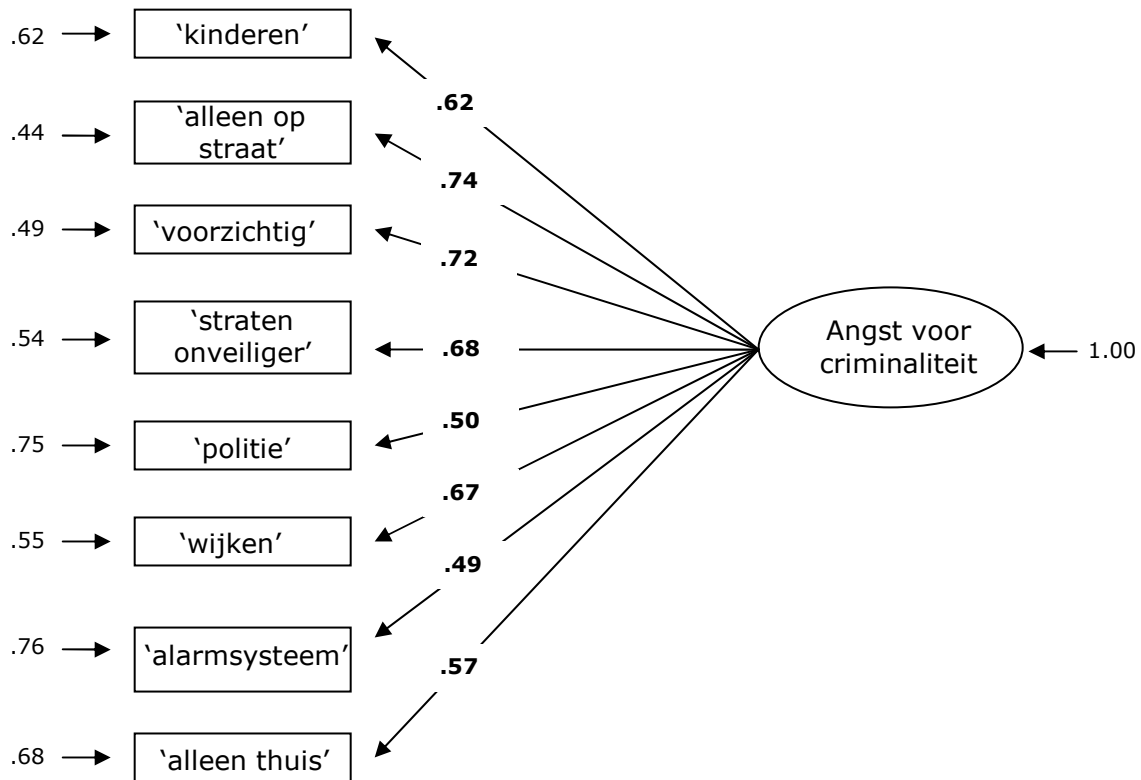 .62
‘kinderen’
.62
.44
‘alleen op
straat’
.74
.49
‘voorzichtig’
.72
.54
‘straten
onveiliger’
.68
Angst voor
criminaliteit
1.00
.75
‘politie’
.50
.55
‘wijken’
.67
.49
.76
‘alarmsysteem’
.57
.68
‘alleen thuis’